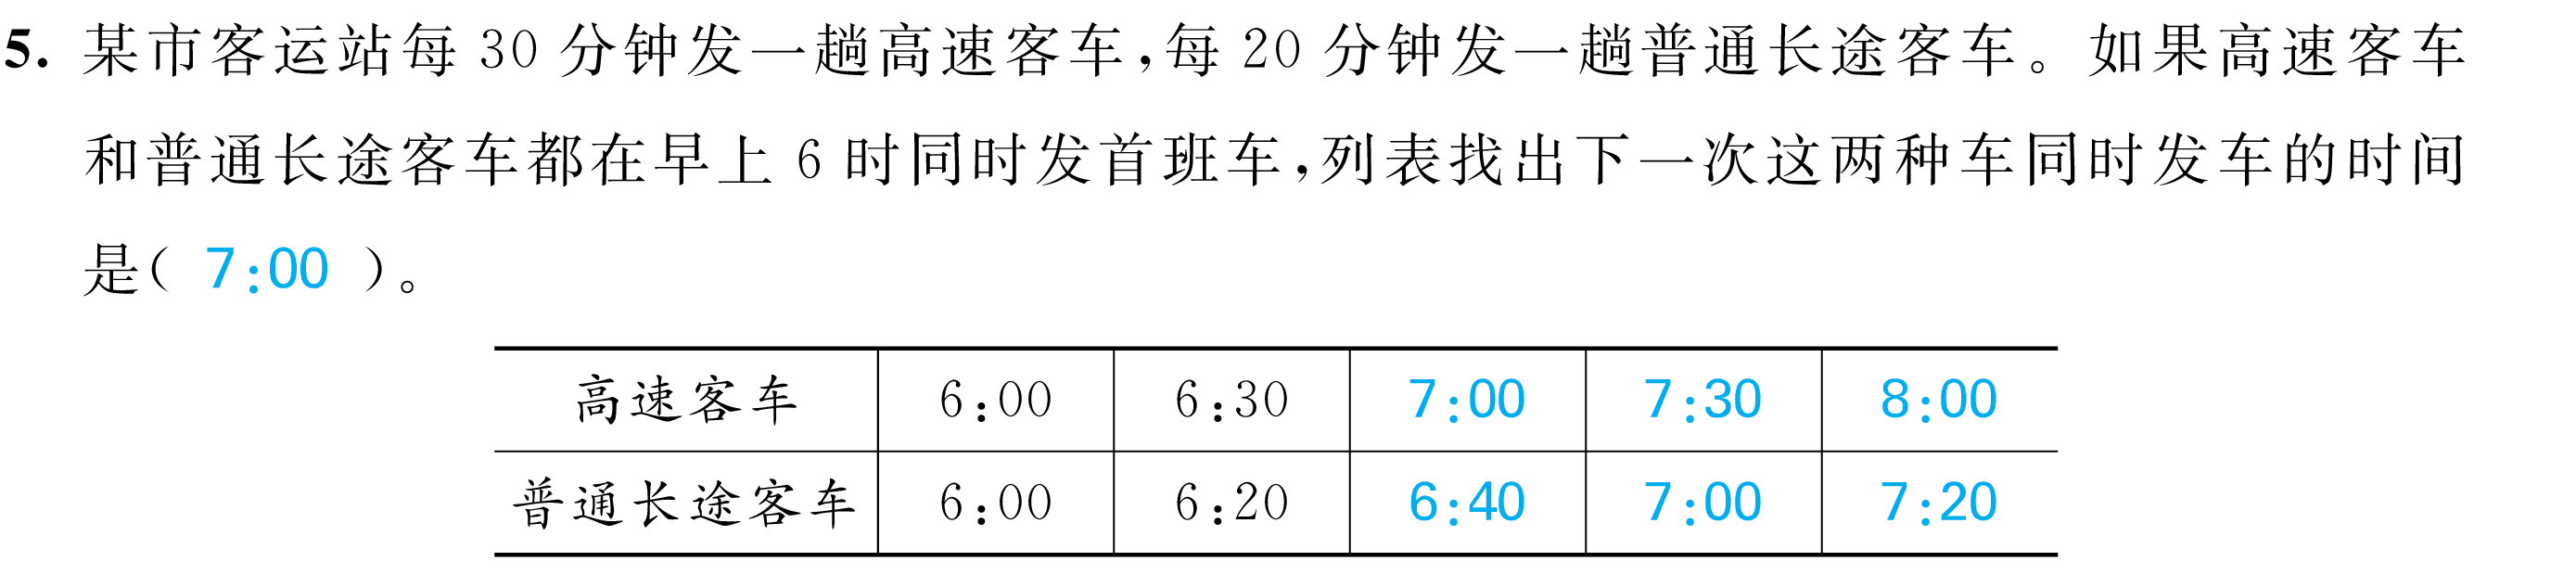 5. 某市客运站每 30 分钟发一趟高速客车,每 20 分钟发一趟普通长途客车。如果高速客车
和普通长途客车都在早上 6 时同时发首班车,列表找出下一次这两种车同时发车的时间
是( 7:00 )。
高速客车 6:00 6:30 7:00 7:30 8:00
普通长途客车 6:00 6:20 6:40 7:00 7:20